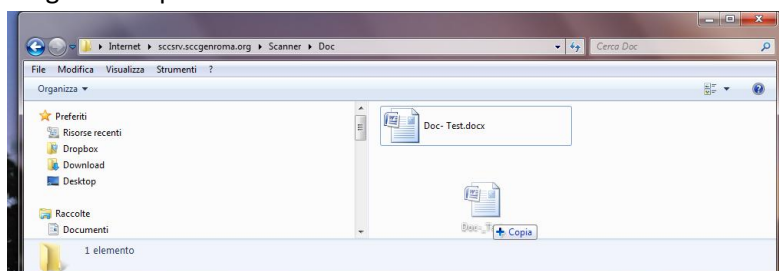 Internet ▸ sccsrv.sccgenroma.org ▸ Scanner ▸ Doc
Cerca Doc
File Modifica Visualizza Strumenti ?
Organizza
Preferiti
Risorse recenti
Dropbox
Download
Desktop
Raccolte
Documenti
Doc- Test.docx
Copia
1 elemento